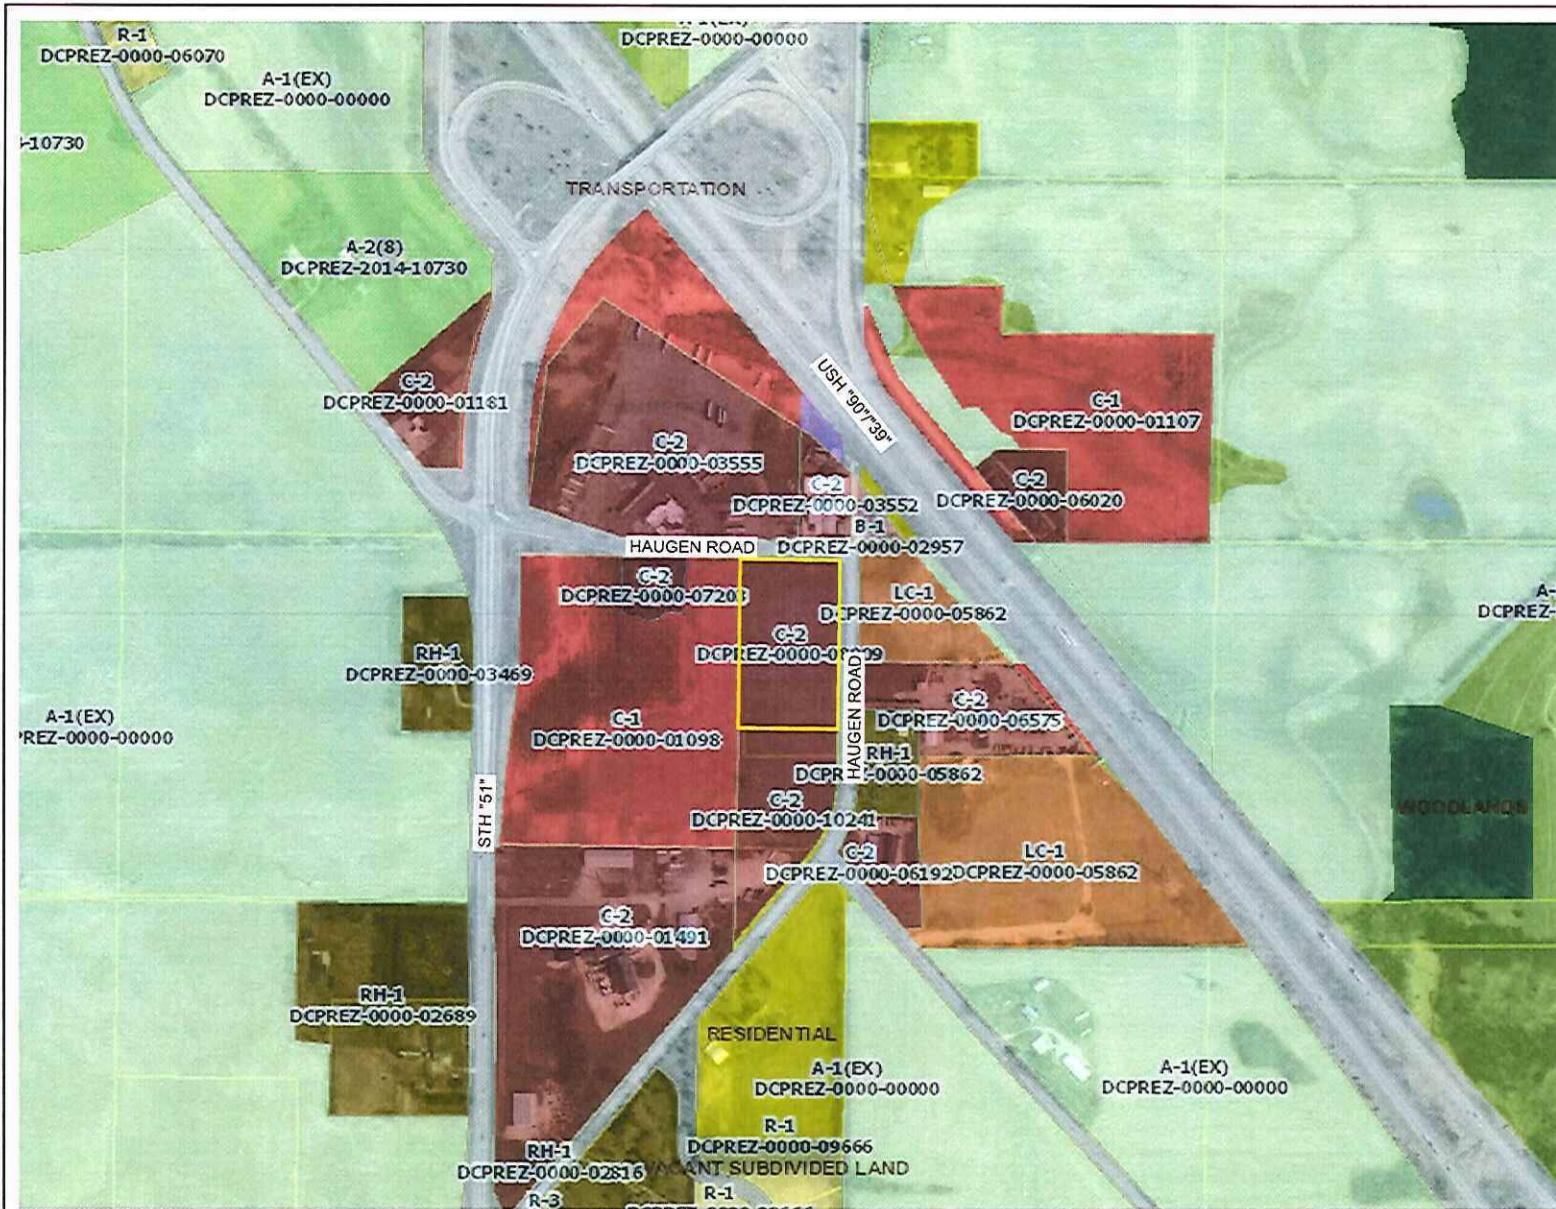 R-1
DCPREZ-0000-06070
A-1(EX)
DCPREZ-0000-00000
A-1(EX)
DCPREZ-0000-00000
-10730
TRANSPORTATION
A-2(8)
DCPREZ-2014-10730
C-2
DCPREZ-0000-01181
USH "90"/"39"
C-1
DCPREZ-0000-01107
C-2
DCPREZ-0000-03555
C-2
DCPREZ-0000-03552
C-2
DCPREZ-0000-06020
B-1
DCPREZ-0000-02957
HAUGEN ROAD
C-2
DCPREZ-0000-07203
LC-1
DCPREZ-0000-05862
A-
DCPREZ-
C-2
RH-1
DCPREZ-0000-03469
HAUGEN ROAD
C-2
DCPREZ-0000-06575
A-1(EX)
PREZ-0000-00000
C-1
DCPREZ-0000-01098
RH-1
DCPREZ-0000-05862
STH "51"
C-2
DCPREZ-0000-10241
WOODLANDS
C-2
DCPREZ-0000-06192
LC-1
DCPREZ-0000-05862
C-2
DCPREZ-0000-01491
RH-1
DCPREZ-0000-02689
RESIDENTIAL
A-1(EX)
DCPREZ-0000-00000
A-1(EX)
DCPREZ-0000-00000
R-1
DCPREZ-0000-09666
RH-1
DCPREZ-0000-02816
VACANT SUBDIVIDED LAND
R-3
R-1